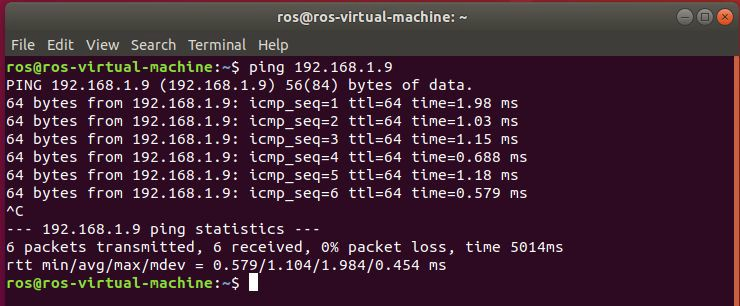 ros@ros-virtual-machine: ~
File Edit View Search Terminal Help
ros@ros-virtual-machine:~$ ping 192.168.1.9
PING 192.168.1.9 (192.168.1.9) 56(84) bytes of data.
64 bytes from 192.168.1.9: icmp_seq=1 ttl=64 time=1.98 ms
64 bytes from 192.168.1.9: icmp_seq=2 ttl=64 time=1.03 ms
64 bytes from 192.168.1.9: icmp_seq=3 ttl=64 time=1.15 ms
64 bytes from 192.168.1.9: icmp_seq=4 ttl=64 time=0.688 ms
64 bytes from 192.168.1.9: icmp_seq=5 ttl=64 time=1.18 ms
64 bytes from 192.168.1.9: icmp_seq=6 ttl=64 time=0.579 ms
^C
--- 192.168.1.9 ping statistics ---
6 packets transmitted, 6 received, 0% packet loss, time 5014ms
rtt min/avg/max/mdev = 0.579/1.104/1.984/0.454 ms
ros@ros-virtual-machine:~$